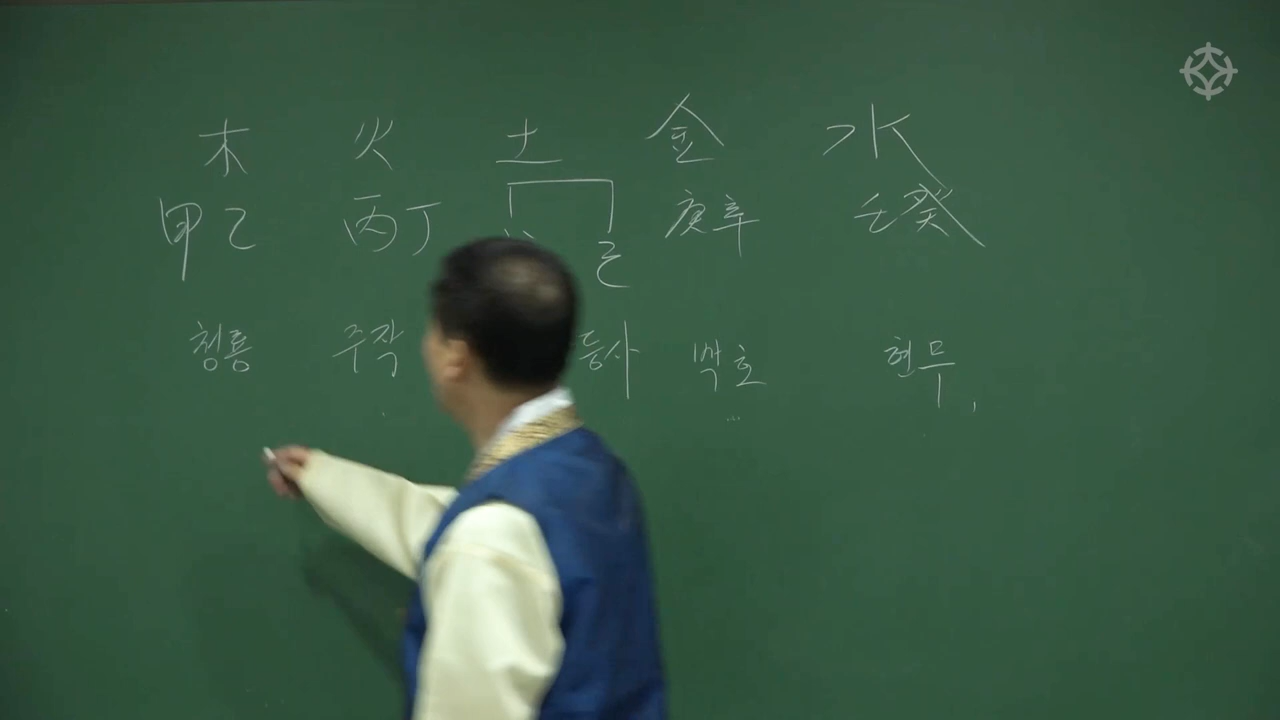 木 火 土 金 水
甲乙 丙丁 己 庚辛 壬癸
청룡 주작 등사 백호 현무